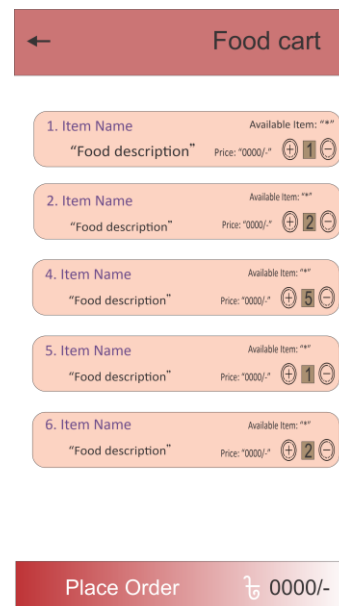 ← Food cart
1. Item Name Available Item: "*"
"Food description" Price: "0000/-" + 1 −
2. Item Name Available Item: "*"
"Food description" Price: "0000/-" + 2 −
4. Item Name Available Item: "*"
"Food description" Price: "0000/-" + 5 −
5. Item Name Available Item: "*"
"Food description" Price: "0000/-" + 1 −
6. Item Name Available Item: "*"
"Food description" Price: "0000/-" + 2 −
Place Order ৳ 0000/-